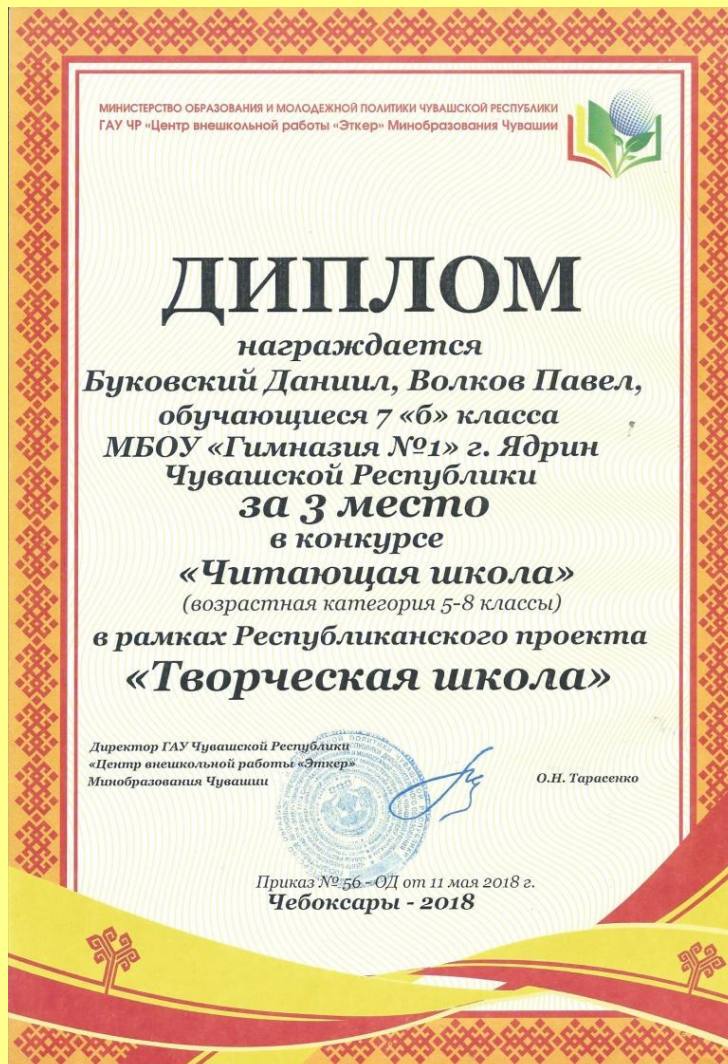 МИНИСТЕРСТВО ОБРАЗОВАНИЯ И МОЛОДЕЖНОЙ ПОЛИТИКИ ЧУВАШСКОЙ РЕСПУБЛИКИ
ГАУ ЧР «Центр внешкольной работы «Эткер» Минобразования Чувашии
ДИПЛОМ
награждается
Буковский Даниил, Волков Павел,
обучающиеся 7 «б» класса
МБОУ «Гимназия №1» г. Ядрин
Чувашской Республики
за 3 место
в конкурсе
«Читающая школа»
(возрастная категория 5-8 классы)
в рамках Республиканского проекта
«Творческая школа»
Директор ГАУ Чувашской Республики
«Центр внешкольной работы «Эткер»
Минобразования Чувашии
О.Н. Тарасенко
Приказ № 56 - ОД от 11 мая 2018 г.
Чебоксары - 2018